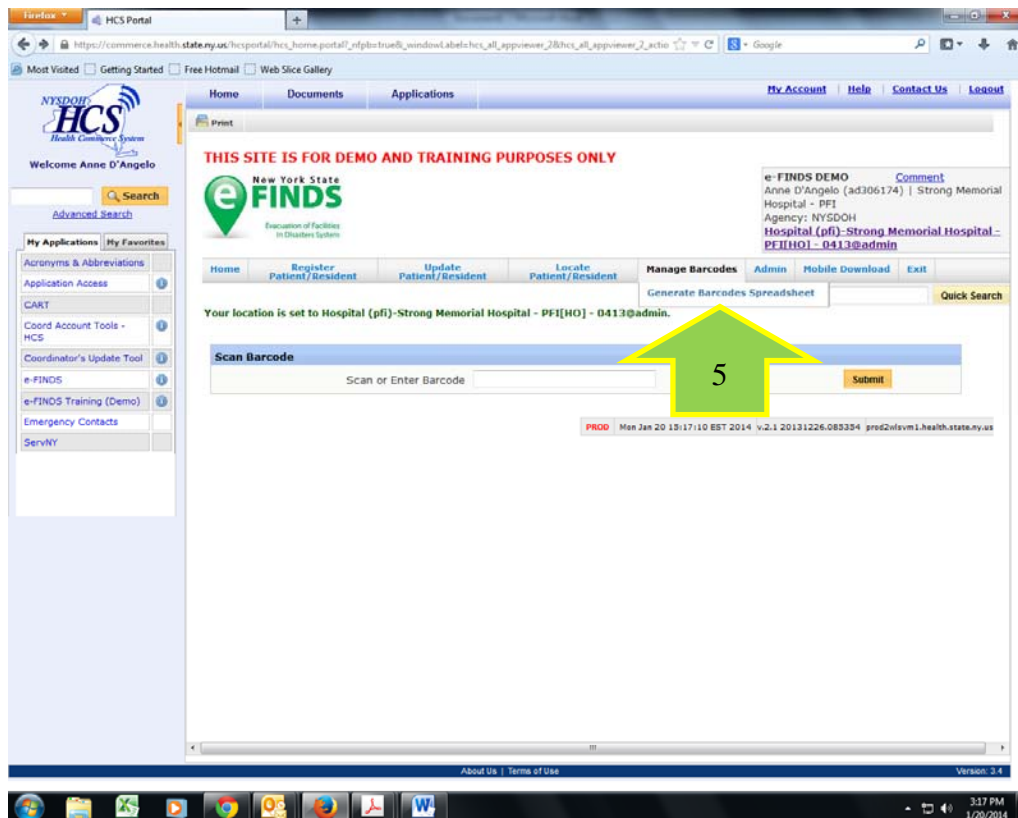 Firefox HCS Portal +
https://commerce.health.state.ny.us/hcsportal/hcs_home.portal?_nfpb=true&_windowLabel=hcs_all_appviewer_2&hcs_all_appviewer_2_actio Google
Most Visited Getting Started Free Hotmail Web Slice Gallery
NYSDOH
HCS
Health Commerce System
Welcome Anne D'Angelo
Search
Advanced Search
My Applications My Favorites
Acronyms & Abbreviations
Application Access
CART
Coord Account Tools -
HCS
Coordinator's Update Tool
e-FINDS
e-FINDS Training (Demo)
Emergency Contacts
ServNY
Home Documents Applications My Account | Help | Contact Us | Logout
Print
THIS SITE IS FOR DEMO AND TRAINING PURPOSES ONLY
e
New York State
FINDS
Evacuation of Facilities
in Disasters System
e-FINDS DEMO Comment
Anne D'Angelo (ad306174) | Strong Memorial
Hospital - PFI
Agency: NYSDOH
Hospital (pfi)-Strong Memorial Hospital -
PFI[HO] - 0413@admin
Home Register Patient/Resident Update Patient/Resident Locate Patient/Resident Manage Barcodes Admin Mobile Download Exit
Generate Barcodes Spreadsheet Quick Search
Your location is set to Hospital (pfi)-Strong Memorial Hospital - PFI[HO] - 0413@admin.
Scan Barcode
Scan or Enter Barcode Submit
5
PROD Mon Jan 20 15:17:10 EST 2014 v.2.1 20131226.085354 prod2wlsvm1.health.state.ny.us
About Us | Terms of Use Version: 3.4
3:17 PM
1/20/2014